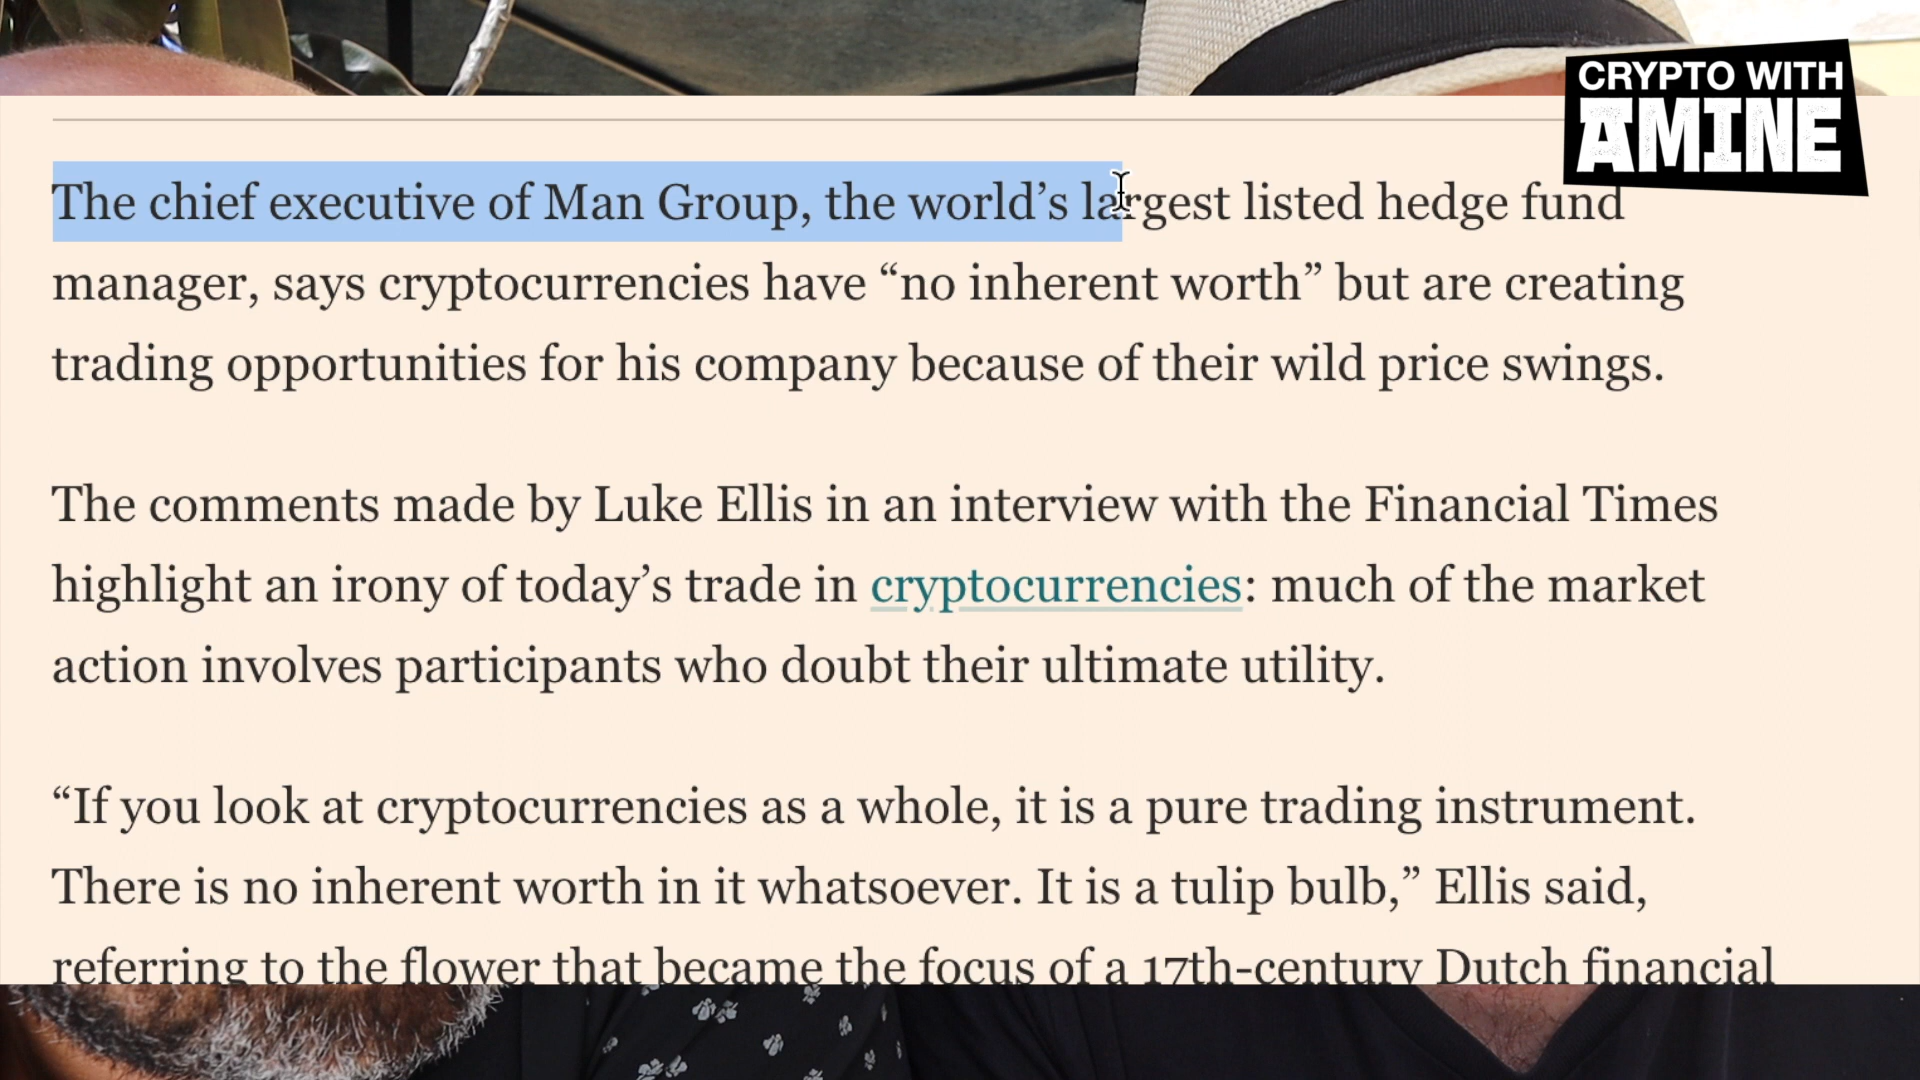 CRYPTO WITH
AMINE
The chief executive of Man Group, the world’s largest listed hedge fund
manager, says cryptocurrencies have “no inherent worth” but are creating
trading opportunities for his company because of their wild price swings.
The comments made by Luke Ellis in an interview with the Financial Times
highlight an irony of today’s trade in cryptocurrencies: much of the market
action involves participants who doubt their ultimate utility.
“If you look at cryptocurrencies as a whole, it is a pure trading instrument.
There is no inherent worth in it whatsoever. It is a tulip bulb,” Ellis said,
referring to the flower that became the focus of a 17th-century Dutch financial